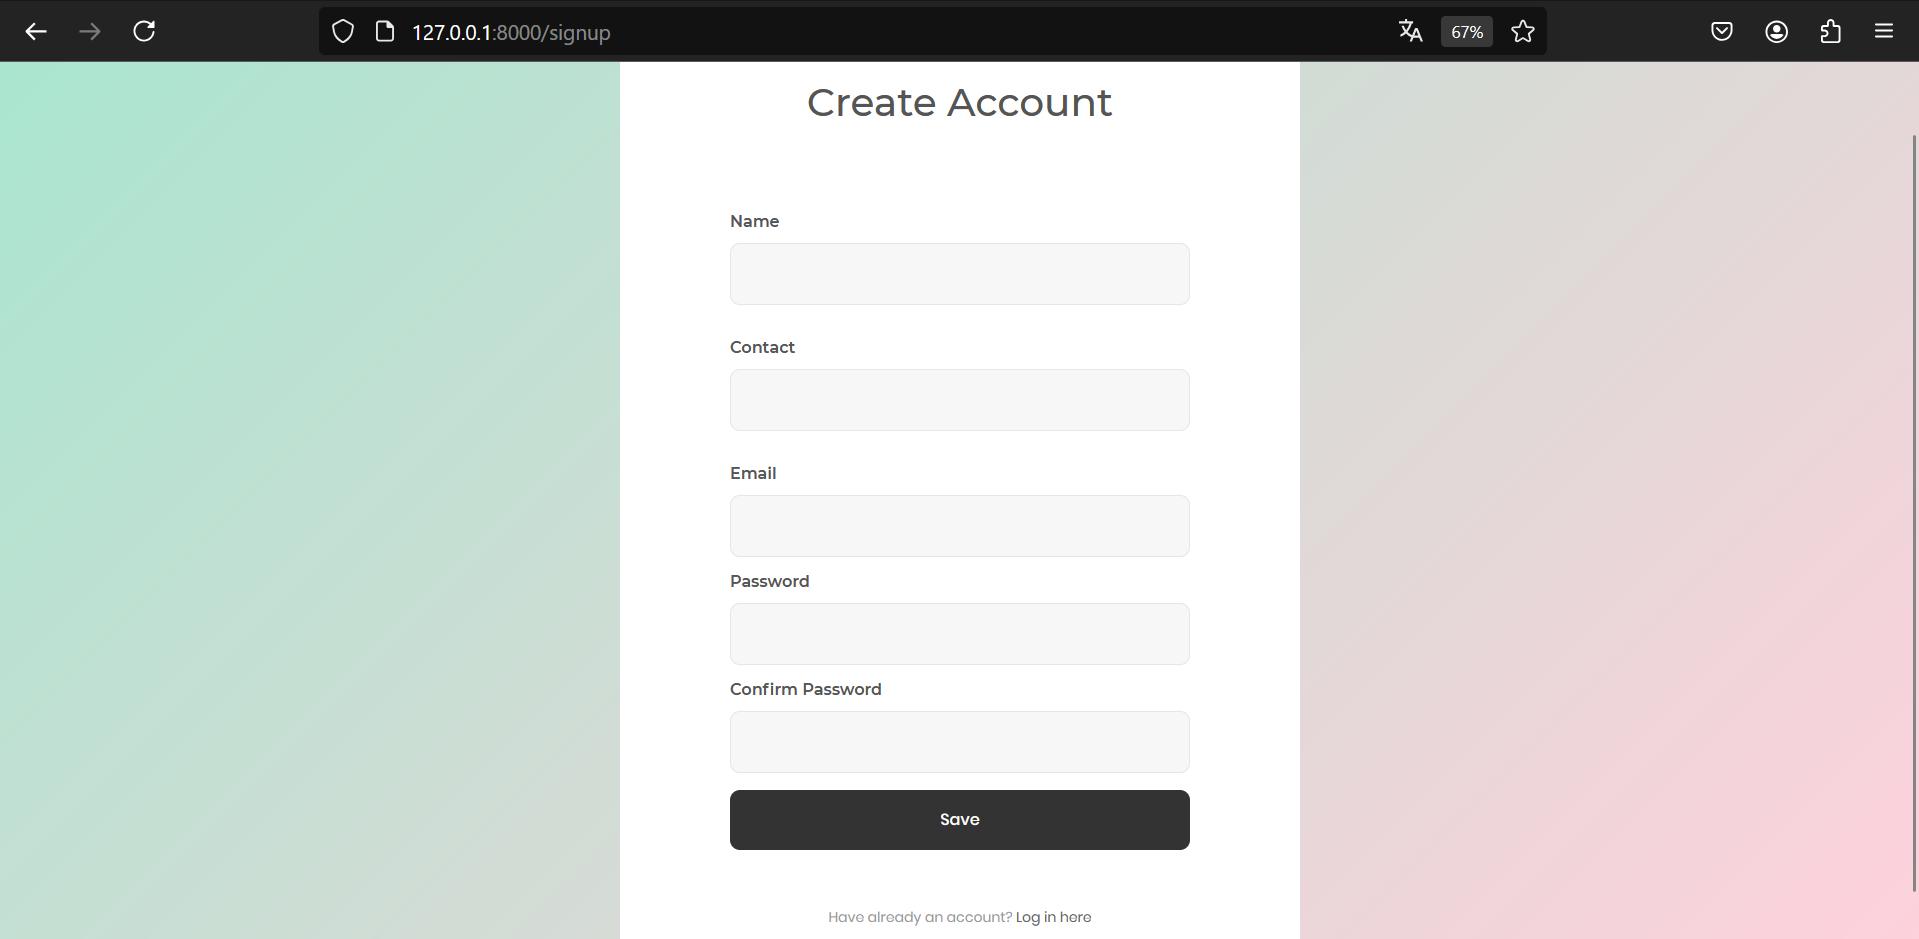 127.0.0.1:8000/signup
67%
Create Account
Name
Contact
Email
Password
Confirm Password
Save
Have already an account? Log in here